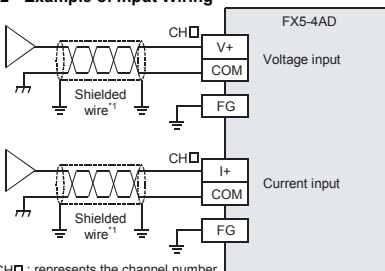 Example of Input Wiring
FX5-4AD
CH□
V+
COM
Voltage input
Shielded
wire*1
FG
CH□
I+
COM
Current input
Shielded
wire*1
FG
CH□ : represents the channel number